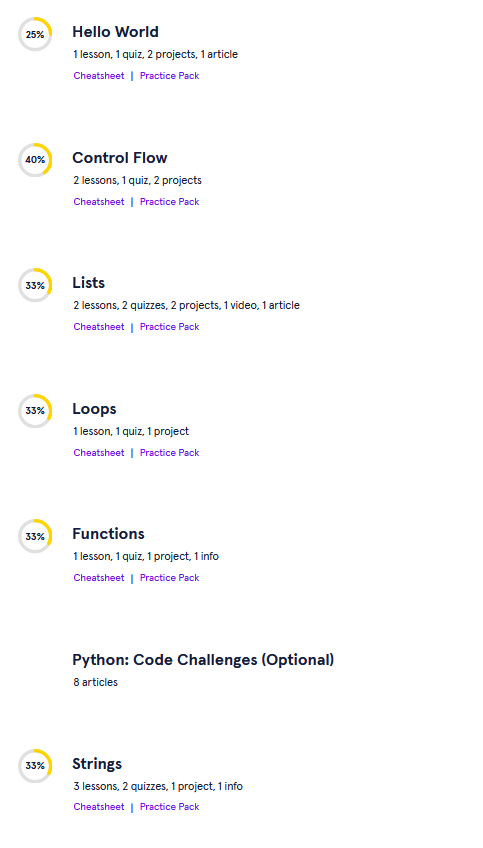 25%
Hello World
1 lesson, 1 quiz, 2 projects, 1 article
Cheatsheet | Practice Pack
40%
Control Flow
2 lessons, 1 quiz, 2 projects
Cheatsheet | Practice Pack
33%
Lists
2 lessons, 2 quizzes, 2 projects, 1 video, 1 article
Cheatsheet | Practice Pack
33%
Loops
1 lesson, 1 quiz, 1 project
Cheatsheet | Practice Pack
33%
Functions
1 lesson, 1 quiz, 1 project, 1 info
Cheatsheet | Practice Pack
Python: Code Challenges (Optional)
8 articles
33%
Strings
3 lessons, 2 quizzes, 1 project, 1 info
Cheatsheet | Practice Pack